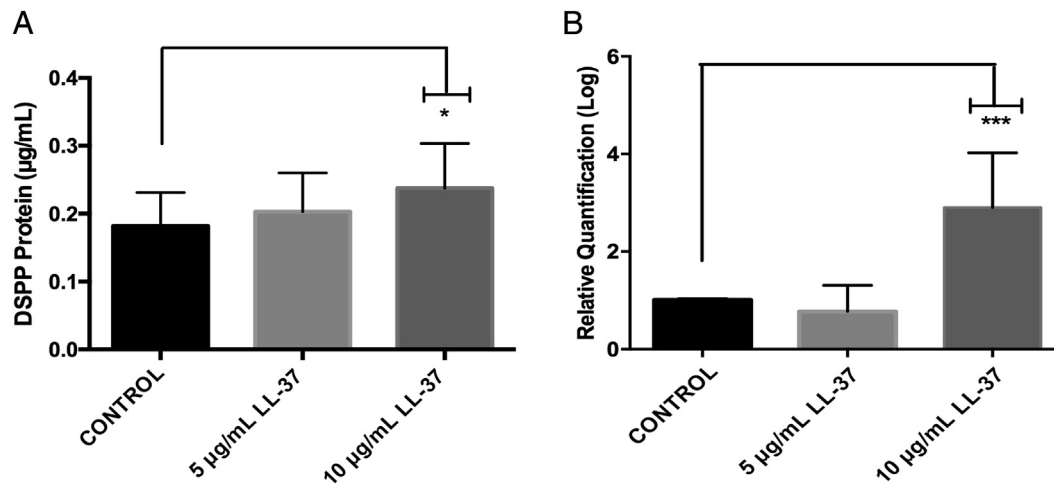 A
DSPP Protein (µg/mL)
0.4
0.3
0.2
0.1
0.0
*
CONTROL
5 µg/mL LL-37
10 µg/mL LL-37
B
Relative Quantification (Log)
6
4
2
0
***
CONTROL
5 µg/mL LL-37
10 µg/mL LL-37